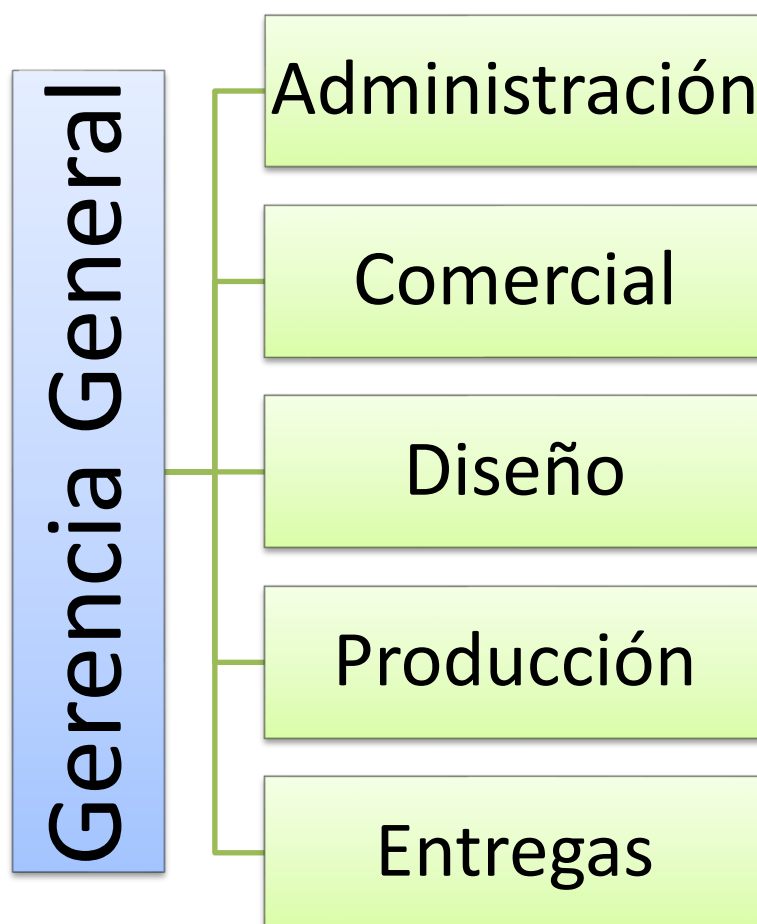 Gerencia General
Administración
Comercial
Diseño
Producción
Entregas